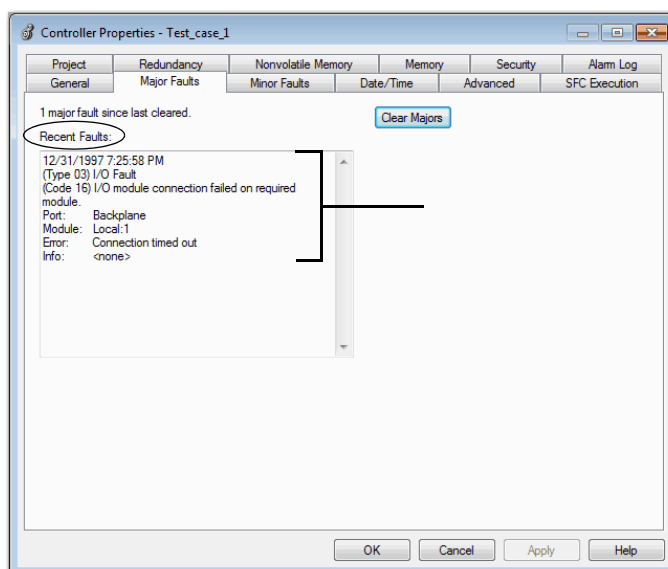 Controller Properties - Test_case_1
Project Redundancy Nonvolatile Memory Memory Security Alarm Log
General Major Faults Minor Faults Date/Time Advanced SFC Execution
1 major fault since last cleared.
Clear Majors
Recent Faults:
12/31/1997 7:25:58 PM
(Type 03) I/O Fault
(Code 16) I/O module connection failed on required
module.
Port: Backplane
Module: Local:1
Error: Connection timed out
Info: <none>
OK Cancel Apply Help